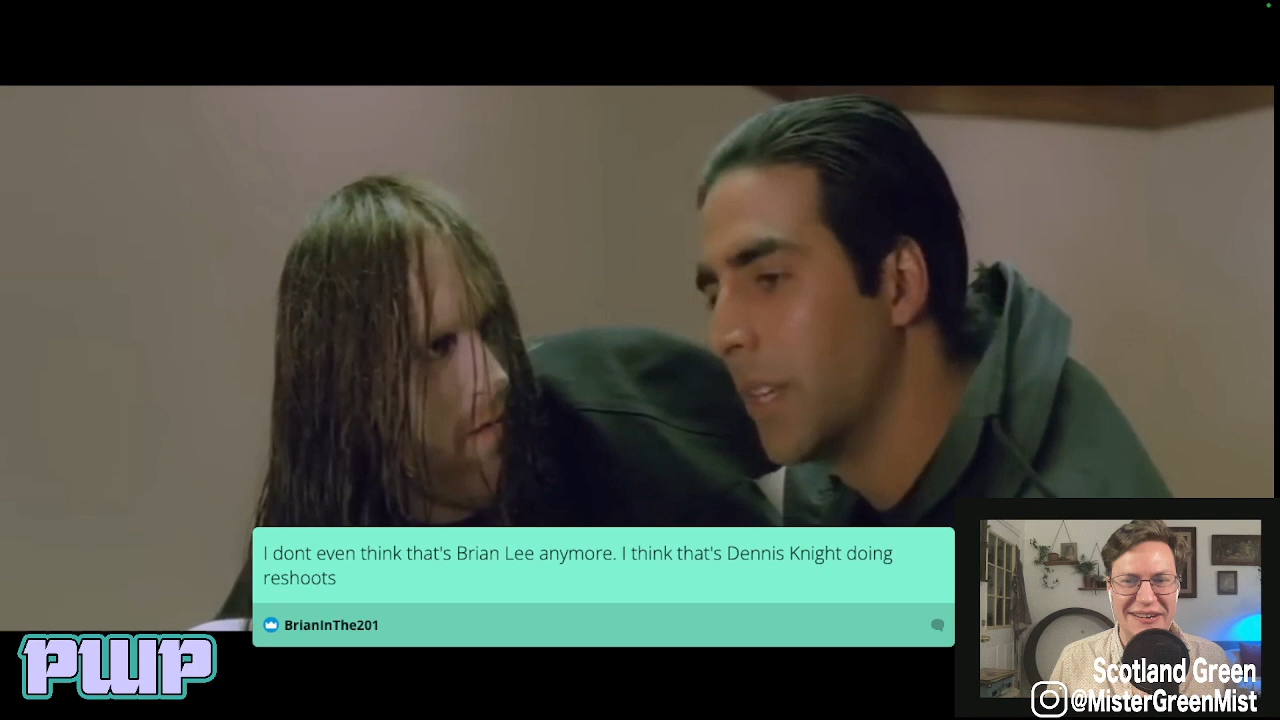 I dont even think that's Brian Lee anymore. I think that's Dennis Knight doing
reshoots
BrianInThe201
PWP
Scotland Green
@MisterGreenMist